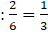 : 2/6 = 1/3